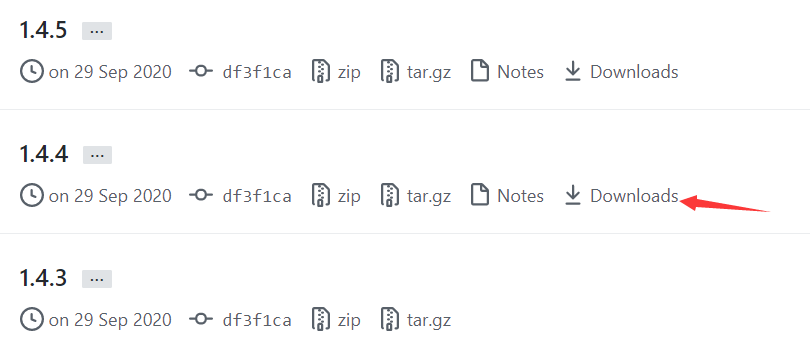 1.4.5 ...
on 29 Sep 2020 df3f1ca zip tar.gz Notes Downloads
1.4.4 ...
on 29 Sep 2020 df3f1ca zip tar.gz Notes Downloads
1.4.3 ...
on 29 Sep 2020 df3f1ca zip tar.gz